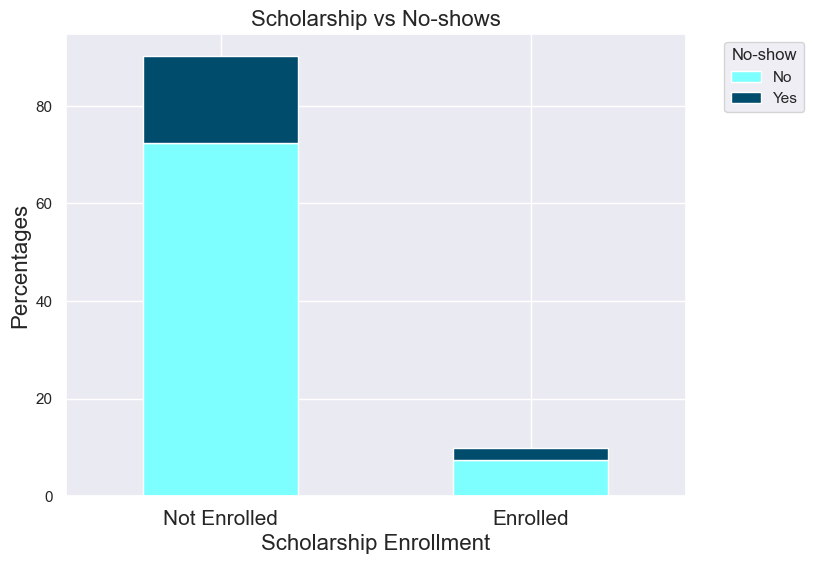 Scholarship vs No-shows
No-show
No
Yes
Percentages
80
60
40
20
0
Not Enrolled
Enrolled
Scholarship Enrollment